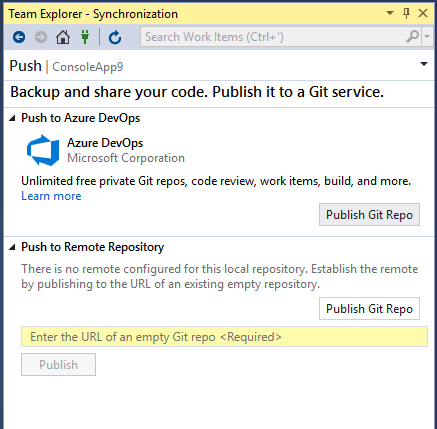 Team Explorer - Synchronization
Search Work Items (Ctrl+')
Push | ConsoleApp9
Backup and share your code. Publish it to a Git service.
Push to Azure DevOps
Azure DevOps
Microsoft Corporation
Unlimited free private Git repos, code review, work items, build, and more.
Learn more
Publish Git Repo
Push to Remote Repository
There is no remote configured for this local repository. Establish the remote
by publishing to the URL of an existing empty repository.
Publish Git Repo
Enter the URL of an empty Git repo <Required>
Publish